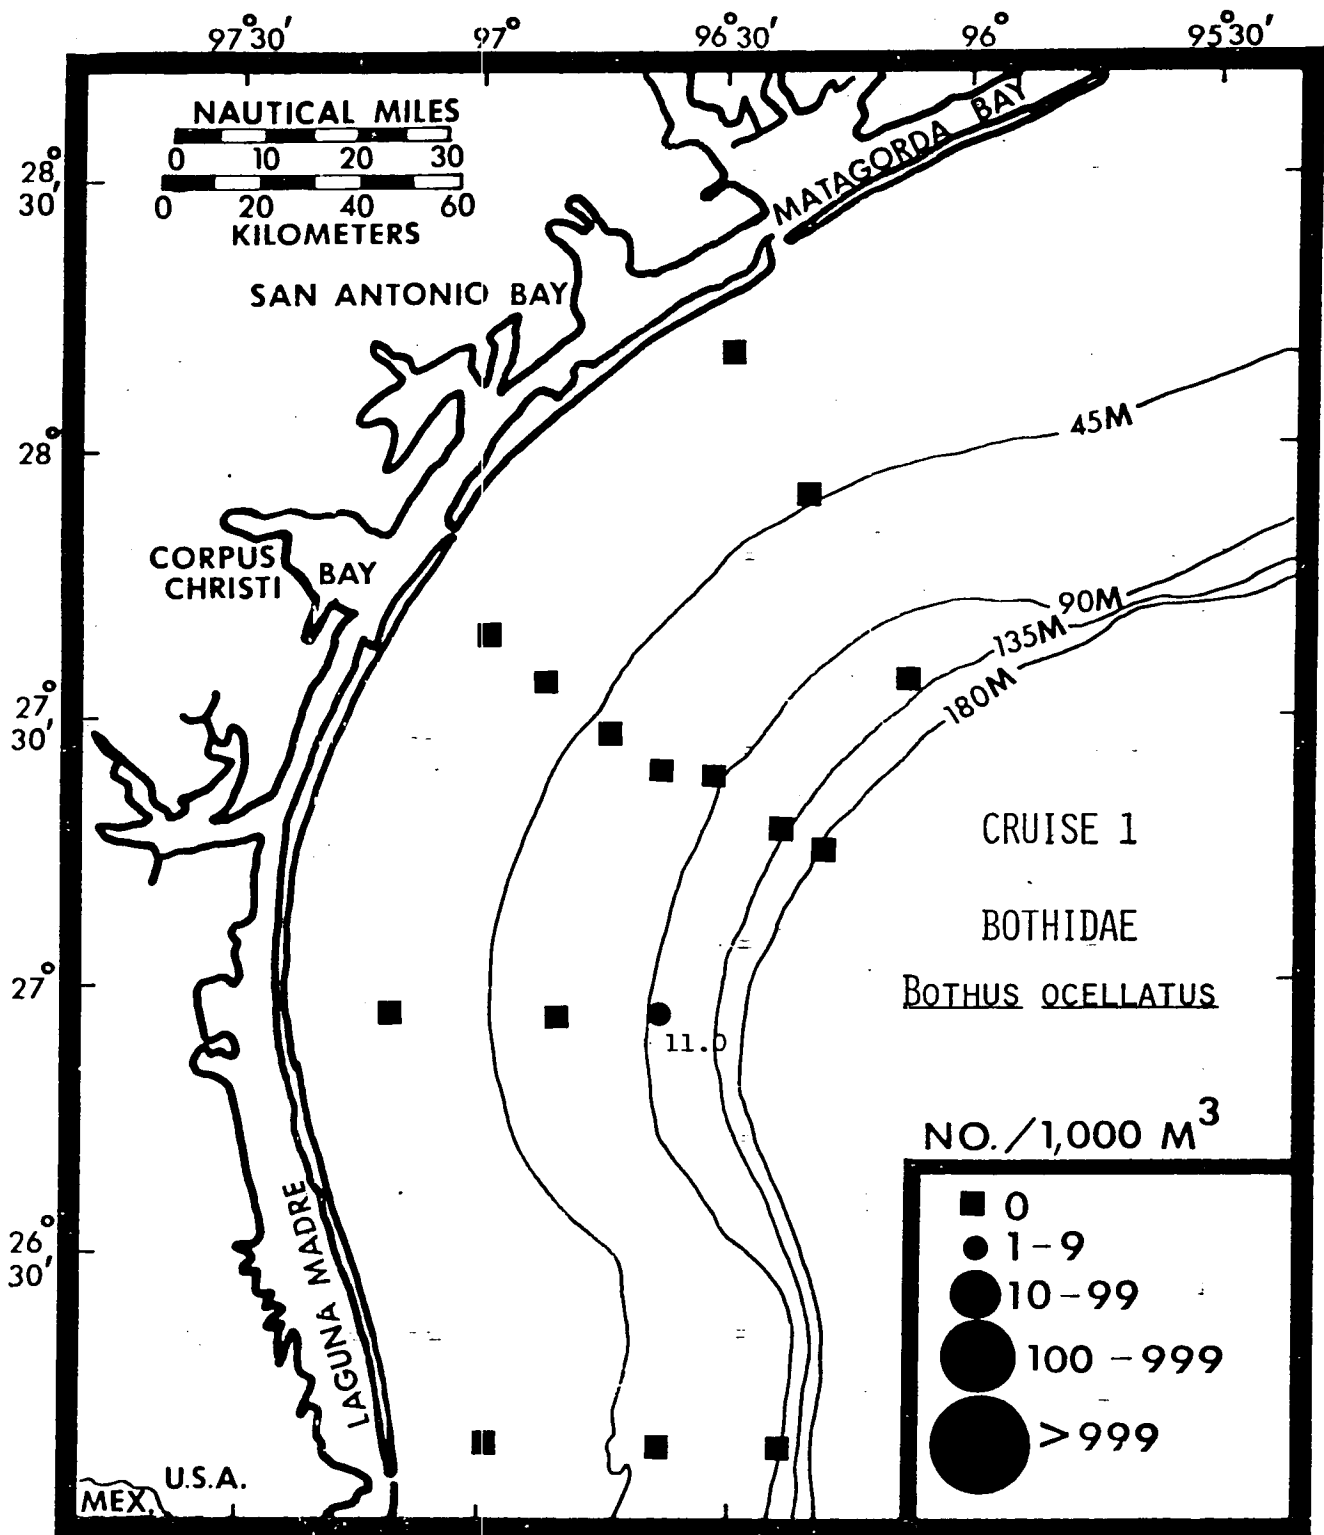 97°30′ 97° 96°30′ 96° 95°30′
NAUTICAL MILES
0 10 20 30
0 20 40 60
KILOMETERS
28°
30′
MATAGORDA BAY
SAN ANTONIO BAY
28°
45M
CORPUS
CHRISTI BAY
90M
135M
180M
27°
30′
CRUISE 1
BOTHIDAE
BOTHUS OCELLATUS
27°
11.0
NO./1,000 M³
0
1-9
10-99
100-999
>999
26°
30′
LAGUNA MADRE
U.S.A.
MEX.